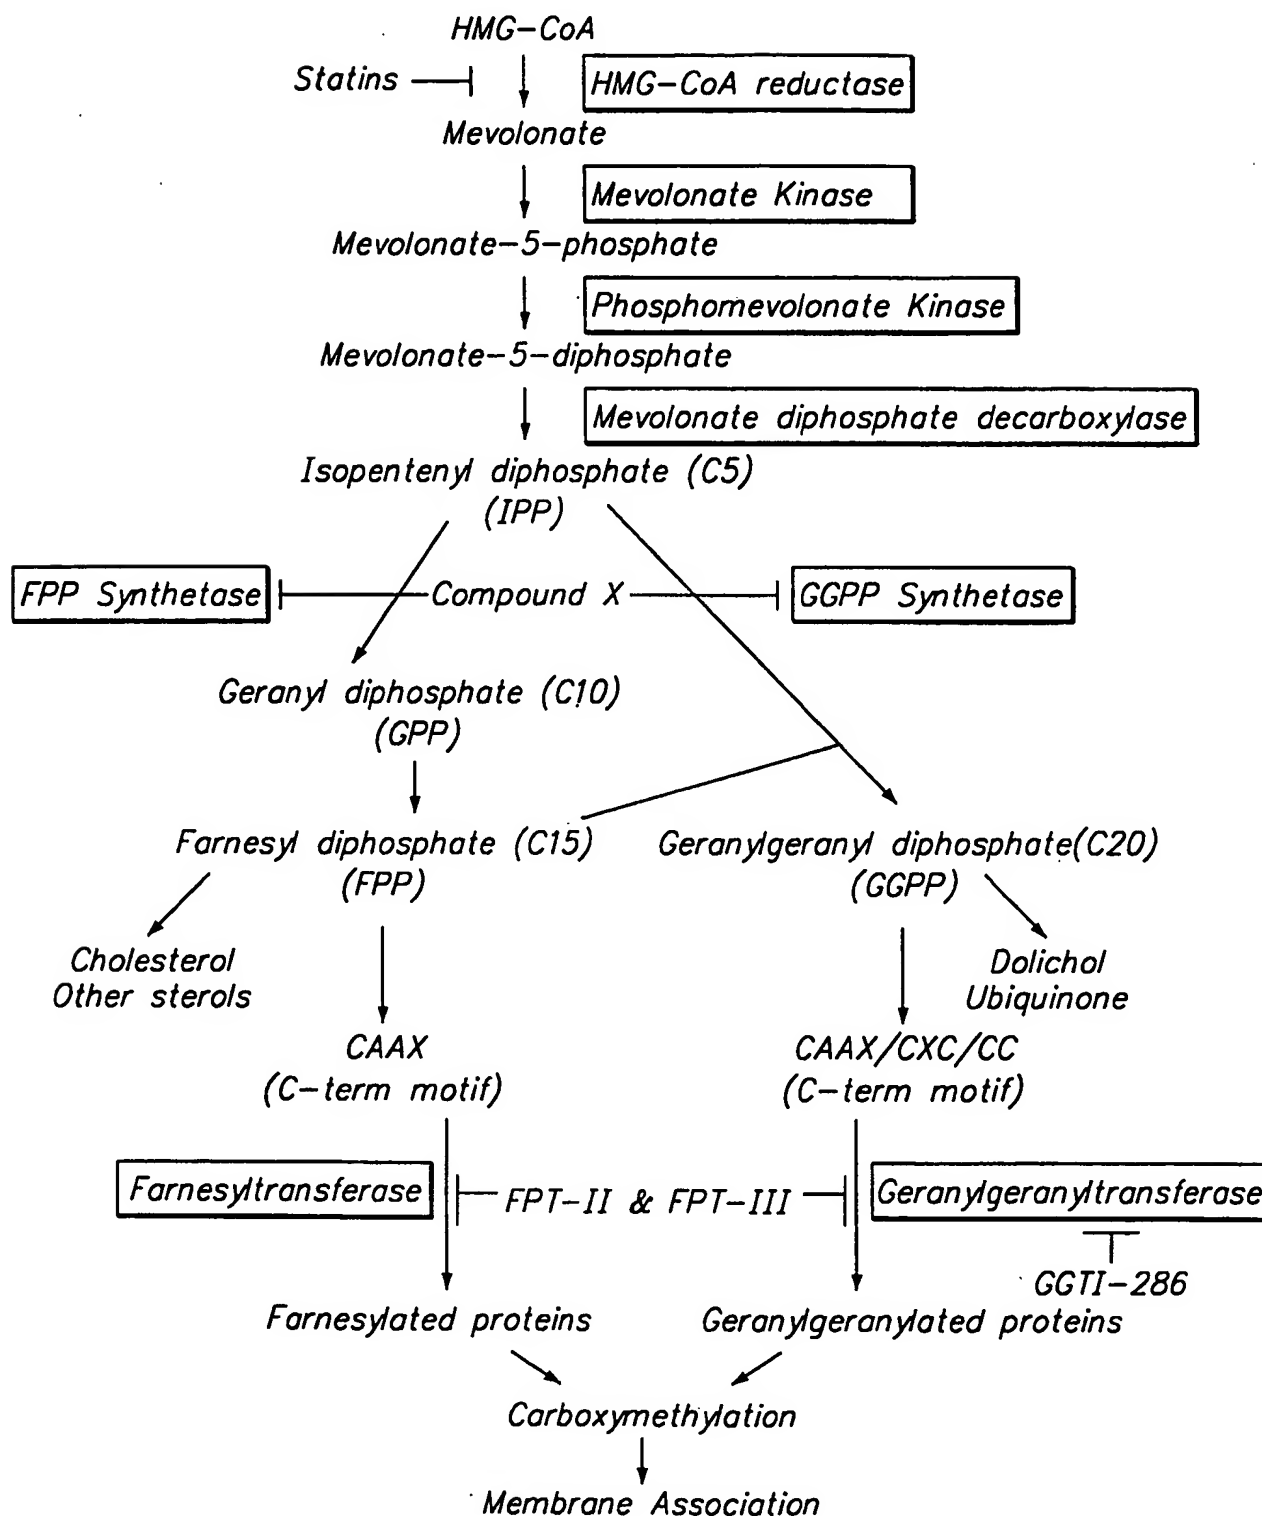 HMG-CoA
Statins
HMG-CoA reductase
Mevolonate
Mevolonate Kinase
Mevolonate-5-phosphate
Phosphomevolonate Kinase
Mevolonate-5-diphosphate
Mevolonate diphosphate decarboxylase
Isopentenyl diphosphate (C5)
(IPP)
FPP Synthetase
Compound X
GGPP Synthetase
Geranyl diphosphate (C10)
(GPP)
Farnesyl diphosphate (C15)
(FPP)
Geranylgeranyl diphosphate(C20)
(GGPP)
Cholesterol
Other sterols
Dolichol
Ubiquinone
CAAX
(C-term motif)
CAAX/CXC/CC
(C-term motif)
Farnesyltransferase
FPT-II & FPT-III
Geranylgeranyltransferase
GGTI-286
Farnesylated proteins
Geranylgeranylated proteins
Carboxymethylation
Membrane Association